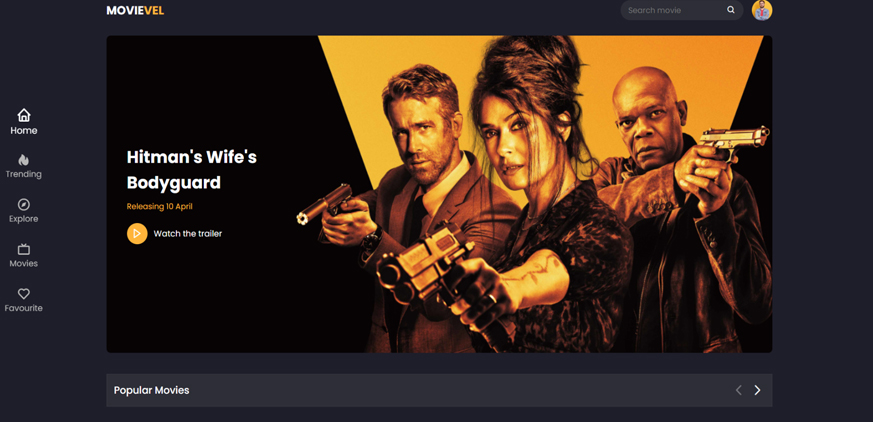 MOVIEVEL
Search movie
Home
Trending
Explore
Movies
Favourite
Hitman's Wife's
Bodyguard
Releasing 10 April
Watch the trailer
Popular Movies